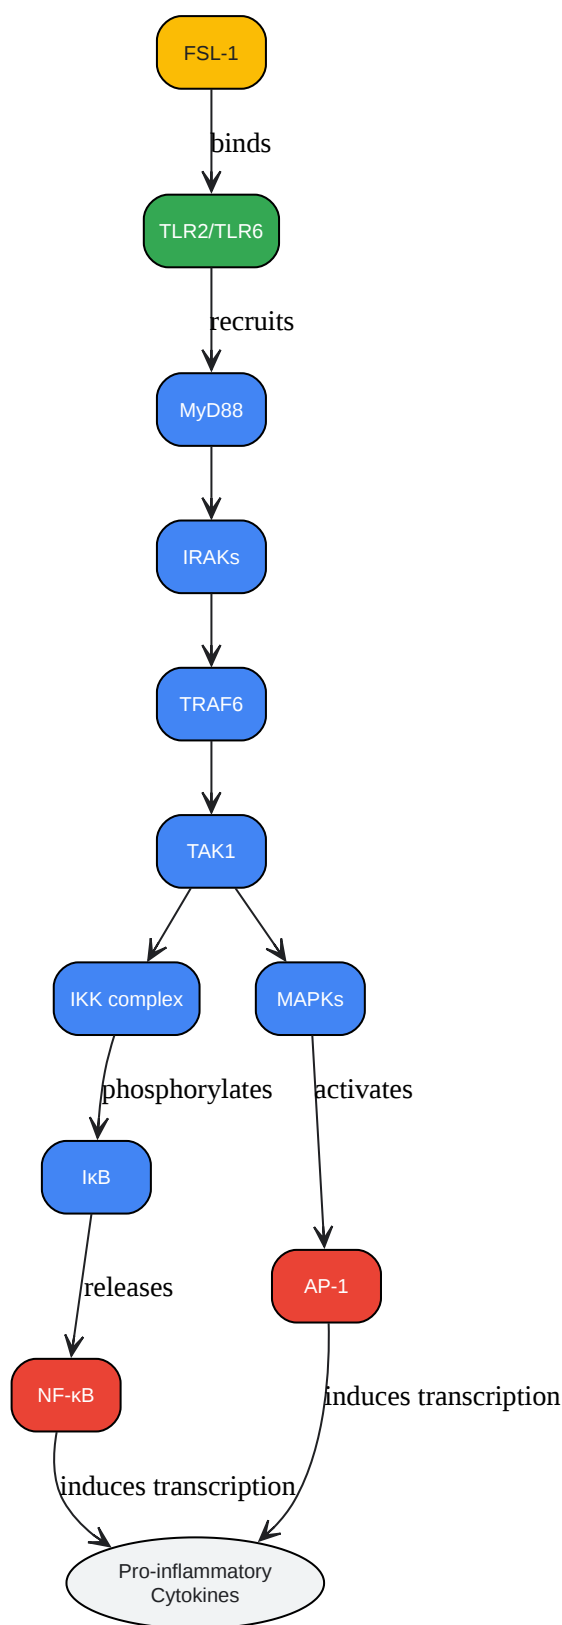 FSL-1
binds
TLR2/TLR6
recruits
MyD88
IRAKs
TRAF6
TAK1
IKK complex
MAPKs
phosphorylates
activates
IκB
releases
AP-1
NF-κB
induces transcription
induces transcription
Pro-inflammatory
Cytokines